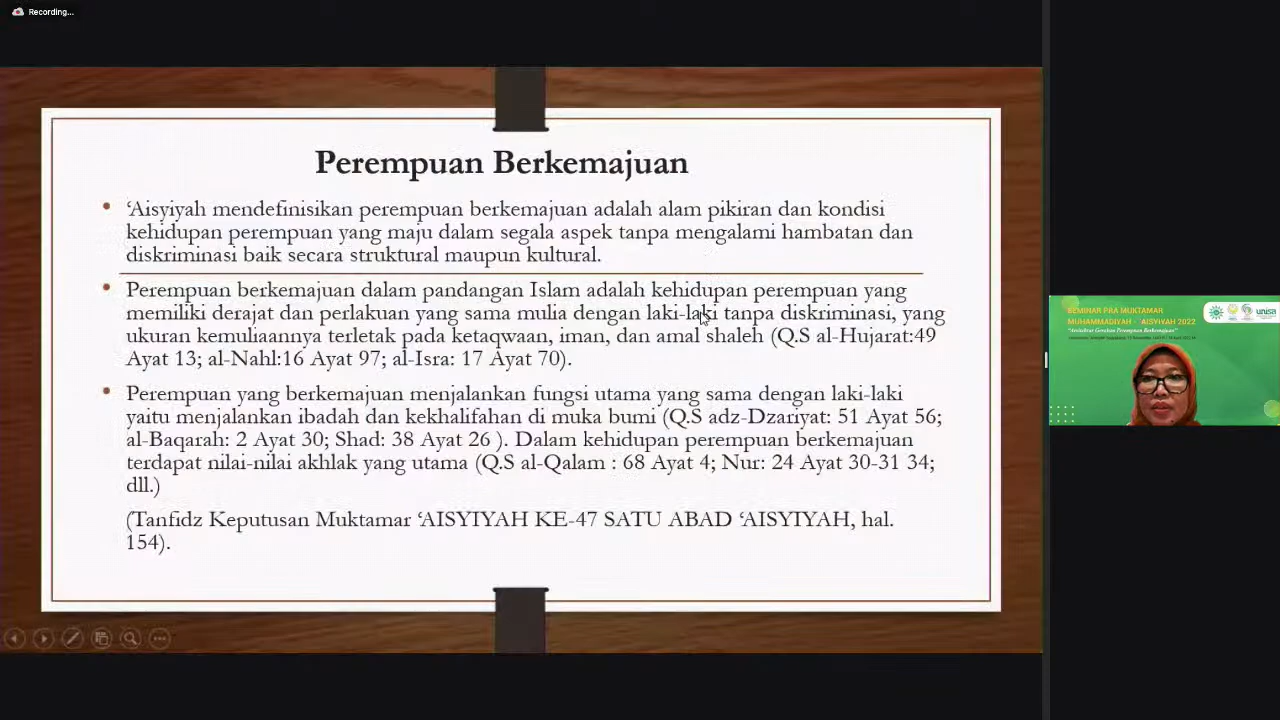 Recording...
Perempuan Berkemajuan
• ‘Aisyiyah mendefinisikan perempuan berkemajuan adalah alam pikiran dan kondisi
kehidupan perempuan yang maju dalam segala aspek tanpa mengalami hambatan dan
diskriminasi baik secara struktural maupun kultural.
• Perempuan berkemajuan dalam pandangan Islam adalah kehidupan perempuan yang
memiliki derajat dan perlakuan yang sama mulia dengan laki-laki tanpa diskriminasi, yang
ukuran kemuliaannya terletak pada ketaqwaan, iman, dan amal shaleh (Q.S al-Hujarat:49
Ayat 13; al-Nahl:16 Ayat 97; al-Isra: 17 Ayat 70).
• Perempuan yang berkemajuan menjalankan fungsi utama yang sama dengan laki-laki
yaitu menjalankan ibadah dan kekhalifahan di muka bumi (Q.S adz-Dzariyat: 51 Ayat 56;
al-Baqarah: 2 Ayat 30; Shad: 38 Ayat 26 ). Dalam kehidupan perempuan berkemajuan
terdapat nilai-nilai akhlak yang utama (Q.S al-Qalam : 68 Ayat 4; Nur: 24 Ayat 30-31 34;
dll.)
(Tanfidz Keputusan Muktamar ‘AISYIYAH KE-47 SATU ABAD ‘AISYIYAH, hal.
154).
SEMINAR PRA MUKTAMAR
MUHAMMADIYAH - 'AISYIYAH 2022
unisa